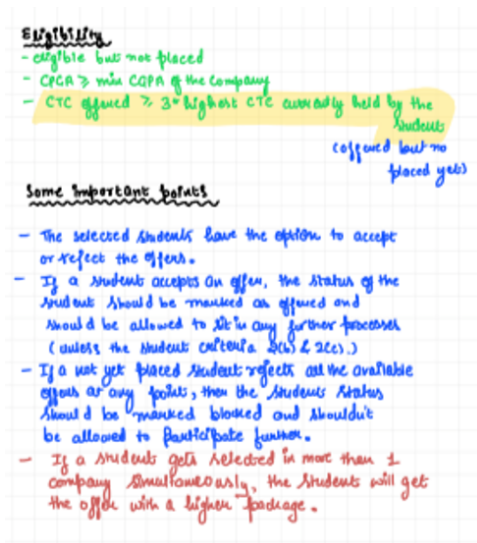 Eligibility
- eligible but not placed
- CPGA ≥ min CGPA of the company
- CTC offered ≥ 3* highest CTC currently held by the
student
(offered but no
placed yet)
Some important points
- The selected students have the option to accept
or reject the offers.
- If a student accepts an offer, the status of the
student should be marked as offered and
should be allowed to sit in any further processes
(unless the student criteria 2(b) & 2(c).)
- If a not yet placed student rejects all the available
offers at any point, then the students status
should be marked blocked and shouldn't
be allowed to participate further.
- If a student gets selected in more than 1
company simultaneously, the student will get
the offer with a higher package.